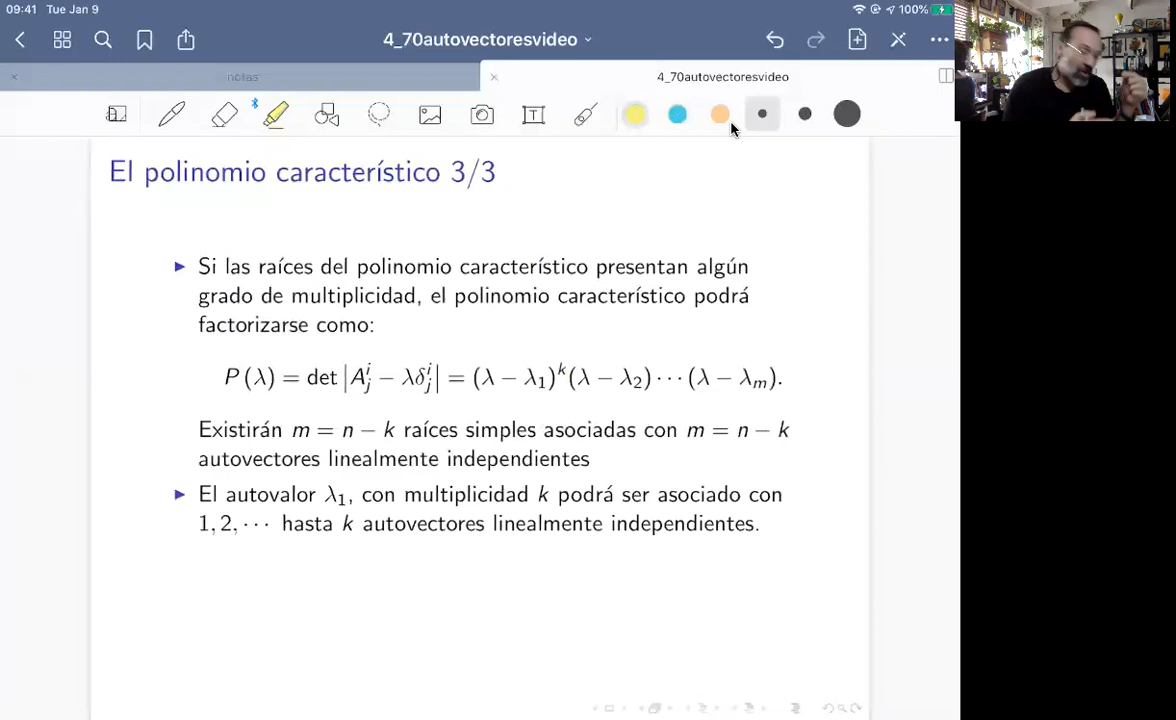 09:41 Tue Jan 9
100%
4_70autovectoresvideo
notas
4_70autovectoresvideo
T
El polinomio característico 3/3
Si las raíces del polinomio característico presentan algún
grado de multiplicidad, el polinomio característico podrá
factorizarse como:
P (λ) = det |A^i_j − λδ^i_j| = (λ − λ₁)^k (λ − λ₂) ⋯ (λ − λ_m).
Existirán m = n − k raíces simples asociadas con m = n − k
autovectores linealmente independientes
El autovalor λ₁, con multiplicidad k podrá ser asociado con
1, 2, ⋯ hasta k autovectores linealmente independientes.